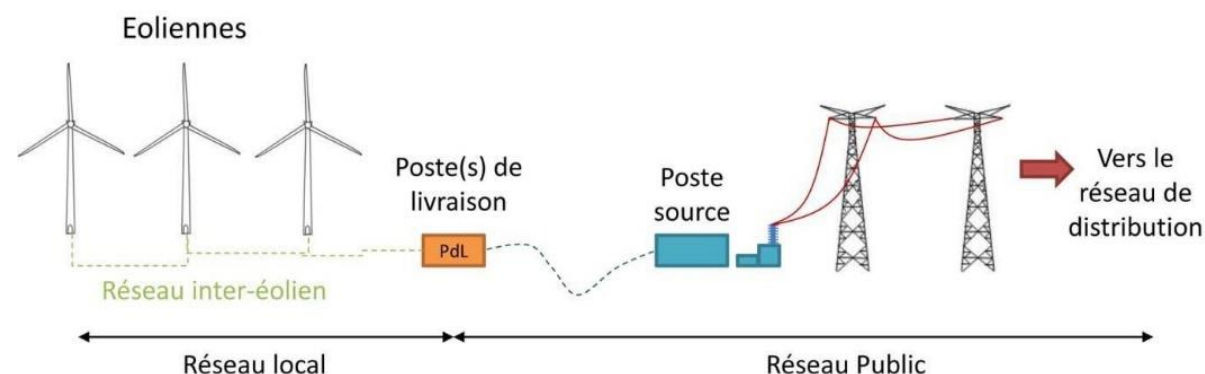 Eoliennes
Poste(s) de
livraison
PdL
Poste
source
Vers le
réseau de
distribution
Réseau inter-éolien
Réseau local
Réseau Public